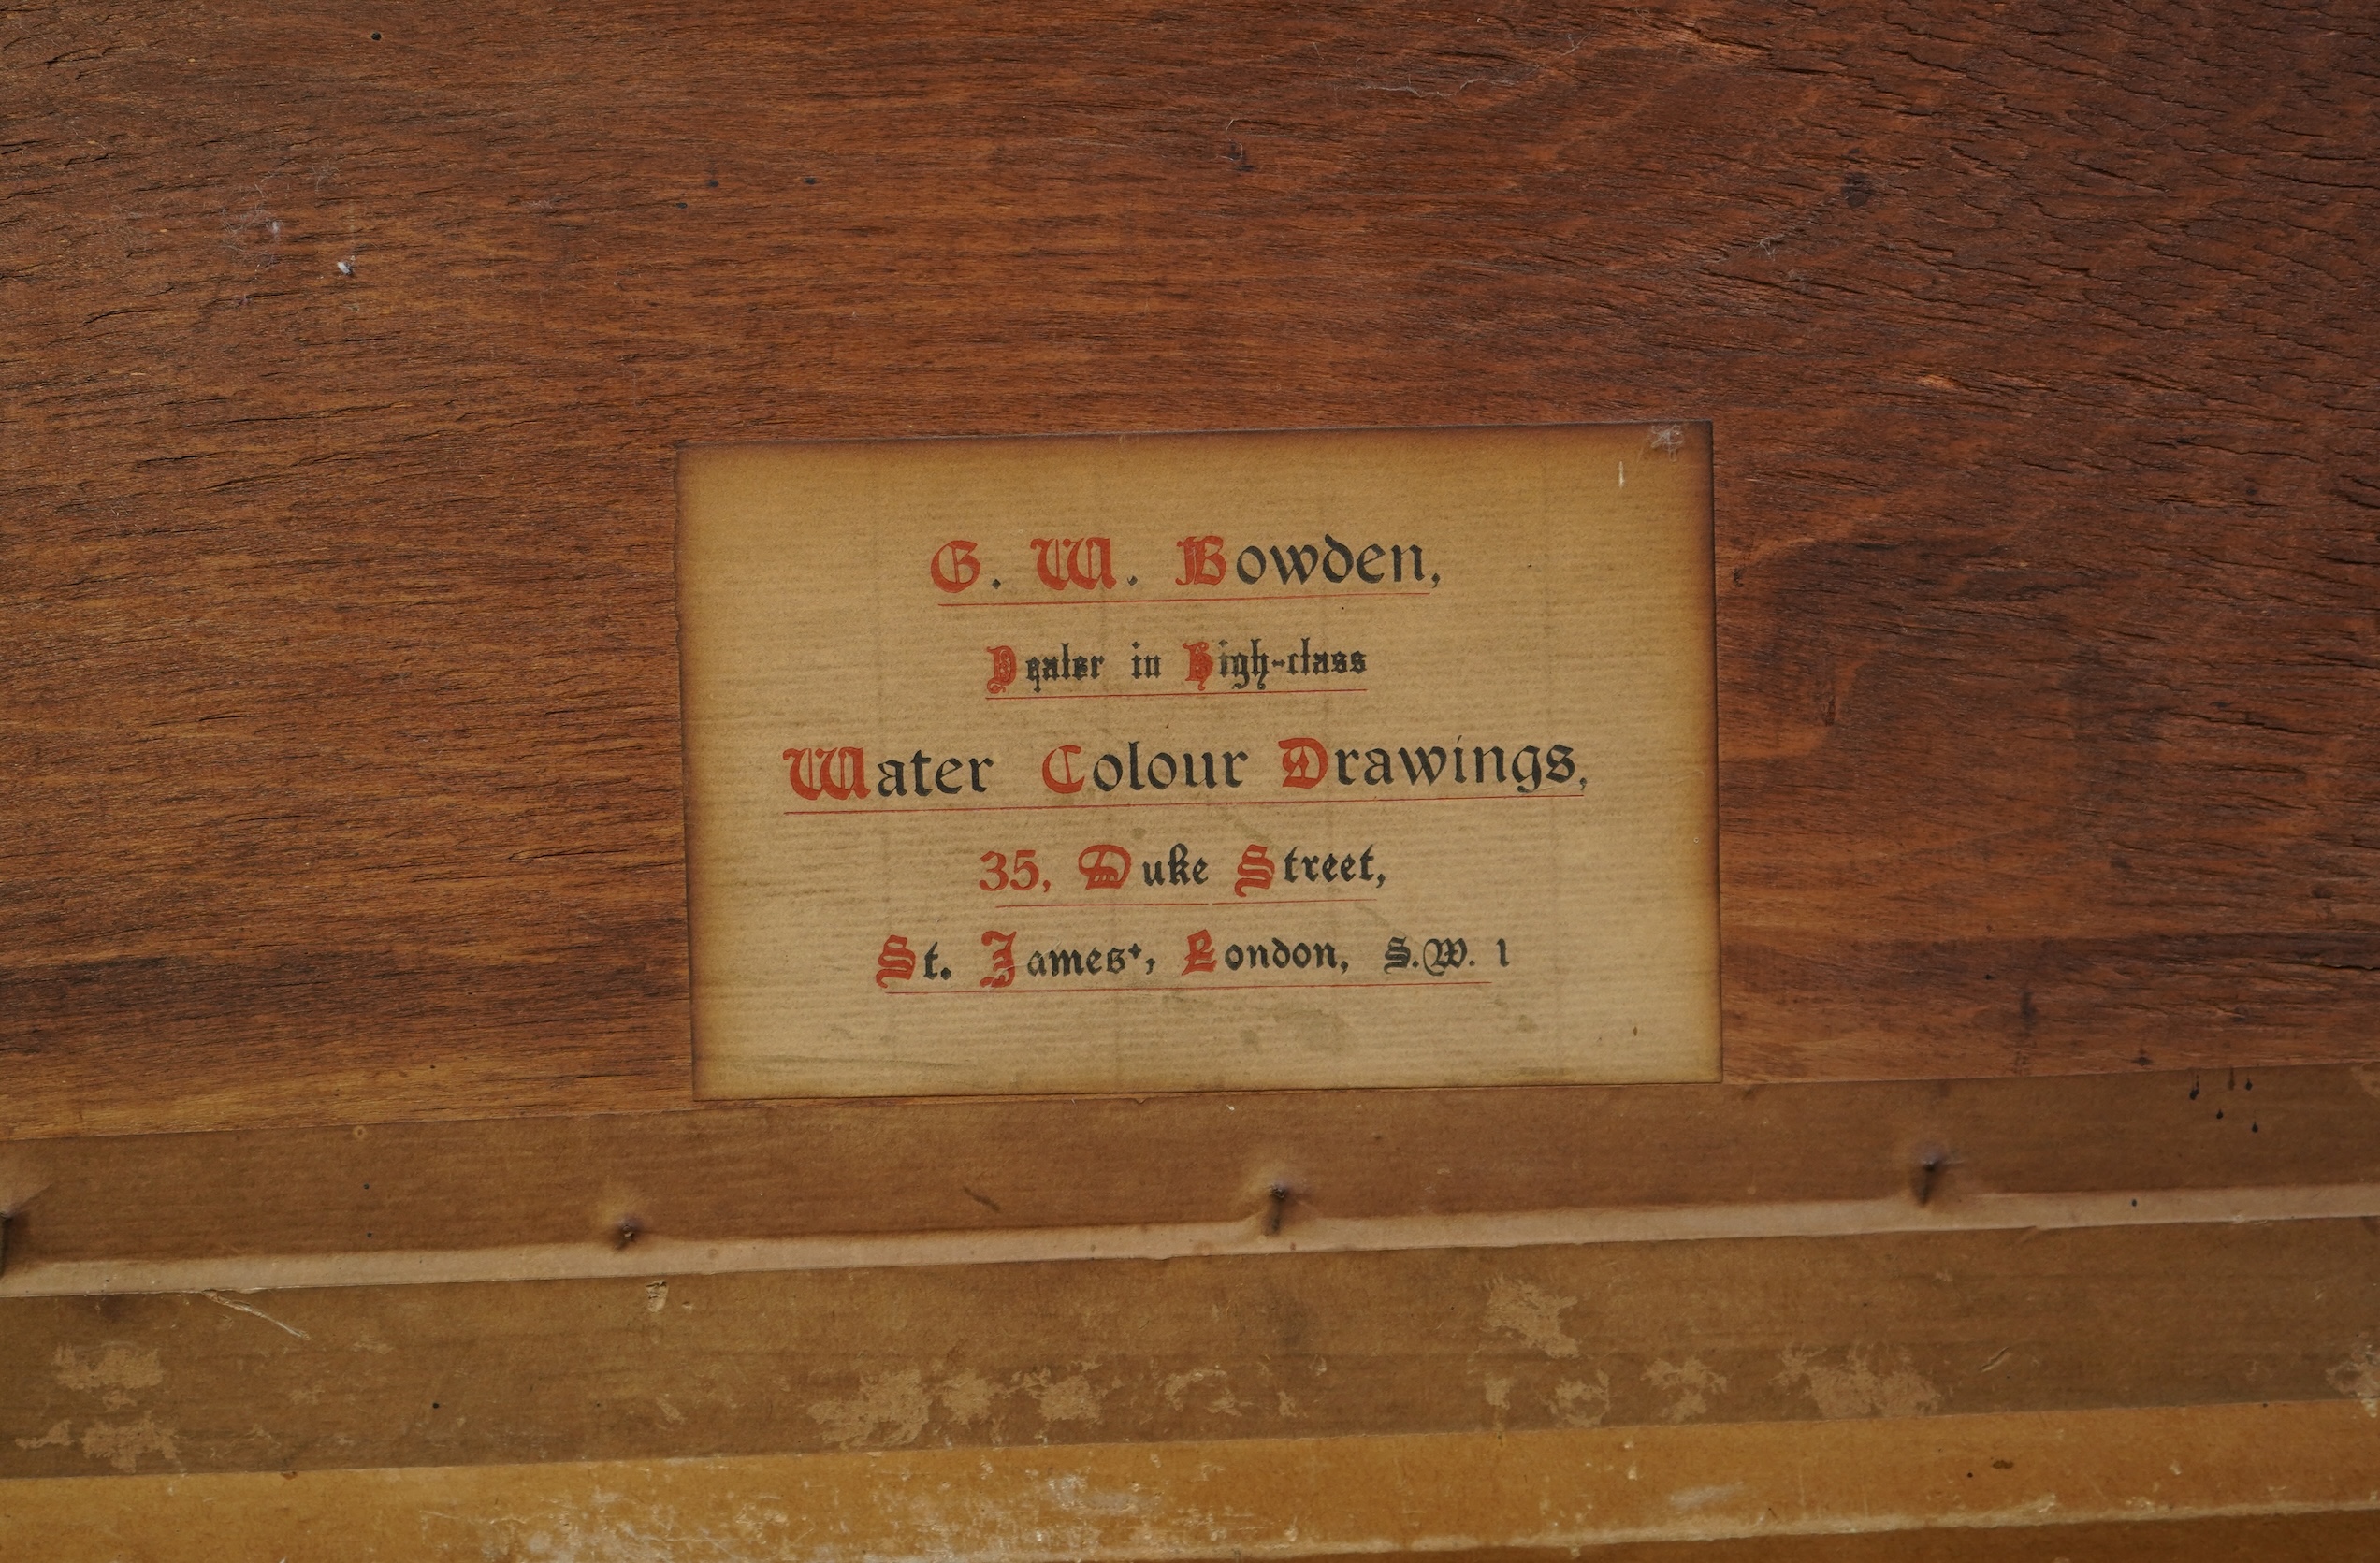 G. W. Bowden,
Dealer in High-class
Water Colour Drawings,
35, Duke Street,
St. James', London, S.W. 1